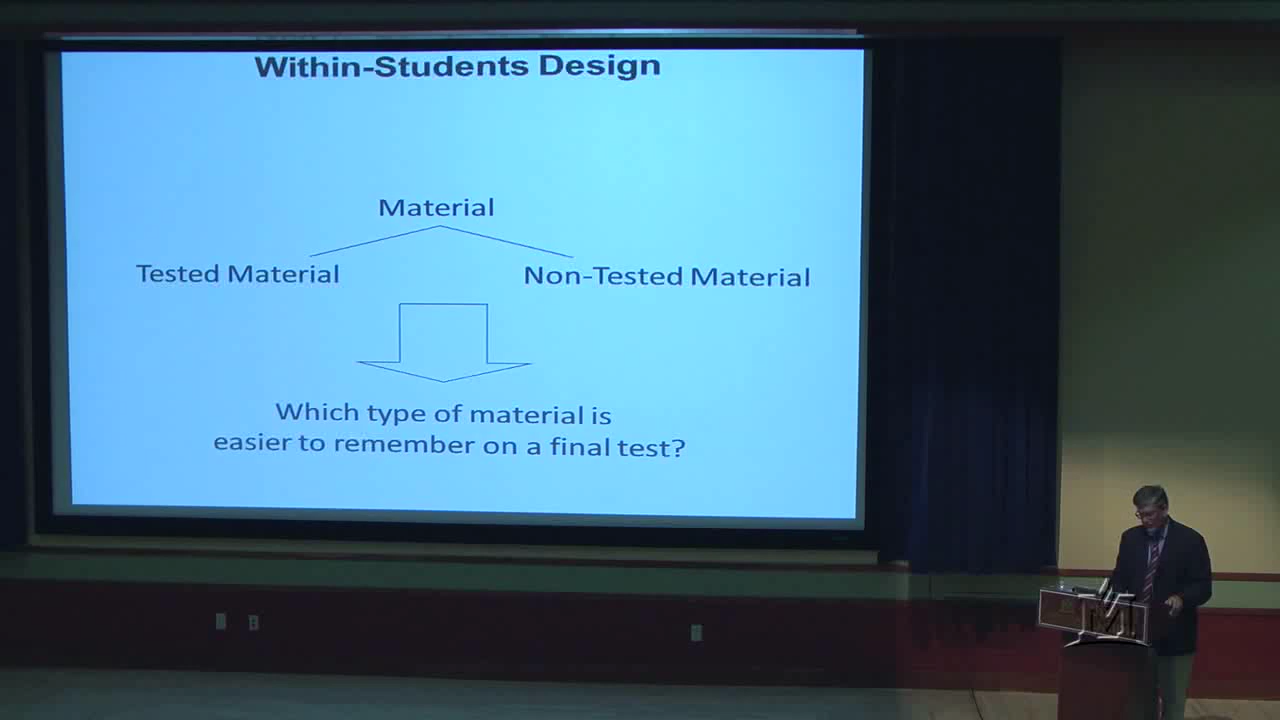 Within-Students Design
Material
Tested Material
Non-Tested Material
Which type of material is
easier to remember on a final test?